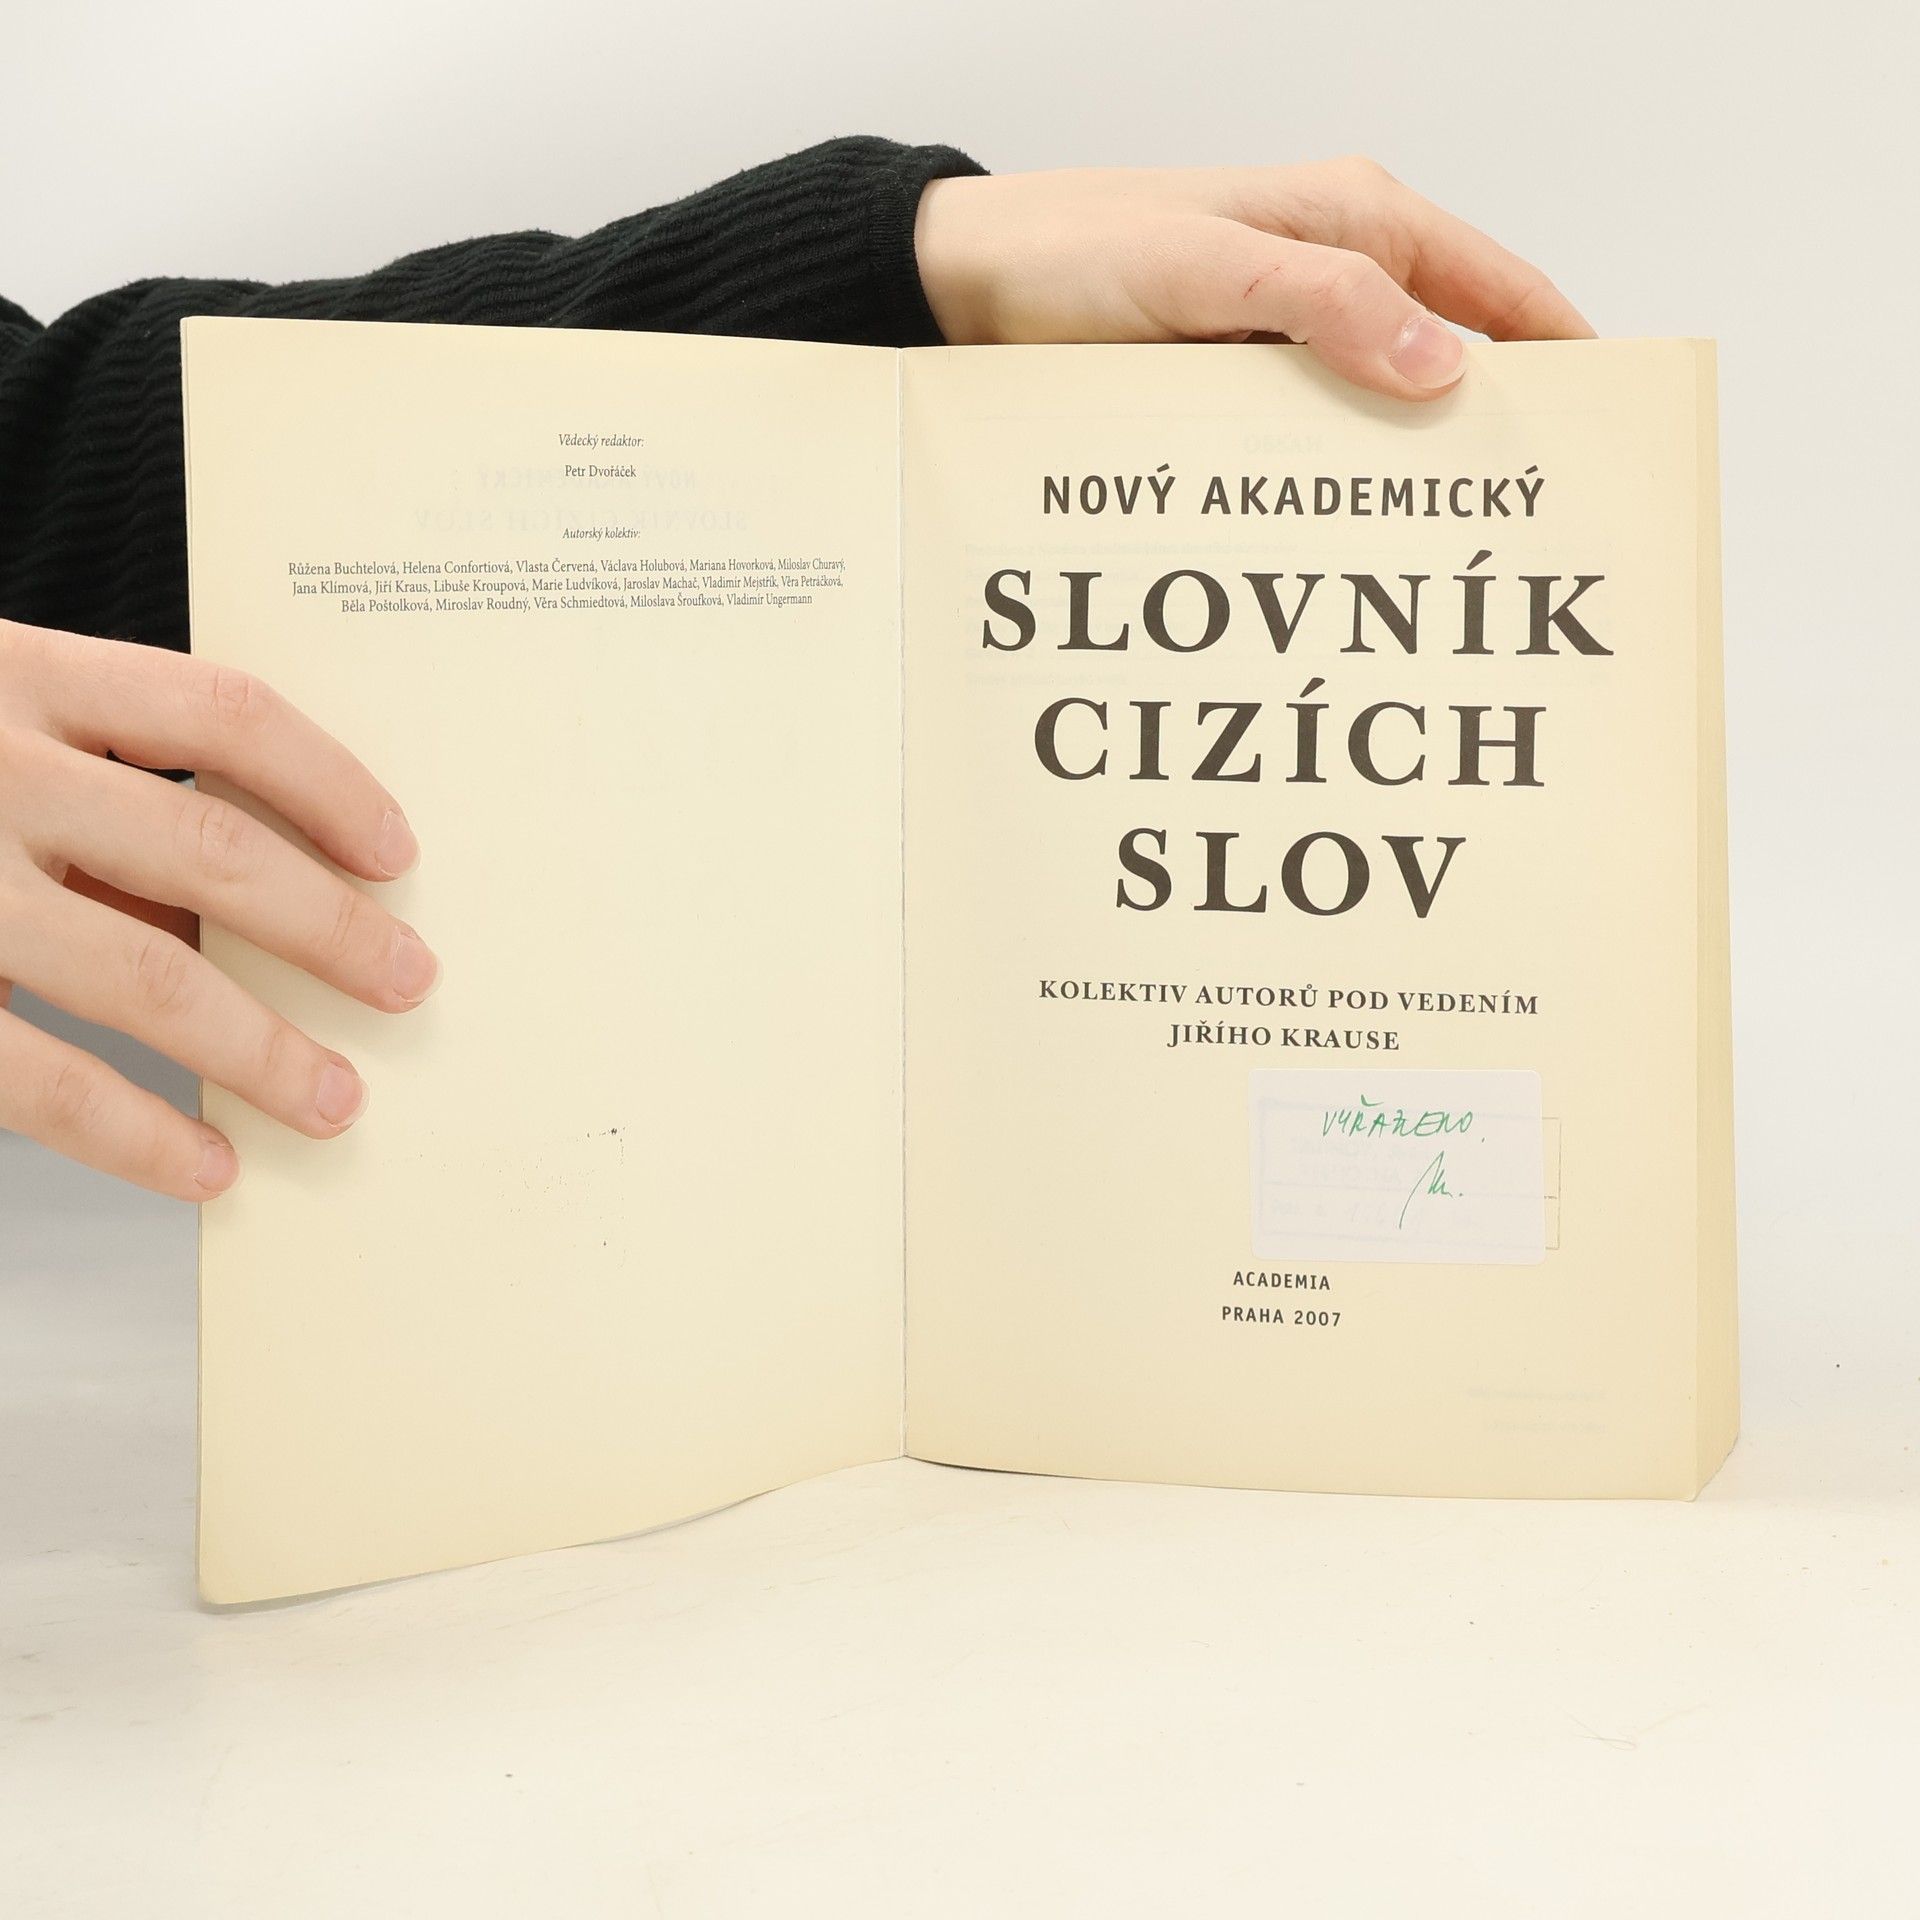 Vědecký redaktor:
Petr Dvořáček
Autorský kolektiv:
Růžena Buchtelová, Helena Confortiová, Vlasta Červená, Václava Holubová, Mariana Hovorková, Miloslav Churavý,
Jana Klímová, Jiří Kraus, Libuše Kroupová, Marie Ludvíková, Jaroslav Machač, Vladimír Mejstřík, Věra Petráčková,
Běla Poštolková, Miroslav Roudný, Věra Schmiedtová, Miloslava Šroufková, Vladimír Ungermann
NOVÝ AKADEMICKÝ
SLOVNÍK
CIZÍCH
SLOV
KOLEKTIV AUTORŮ POD VEDENÍM
JIŘÍHO KRAUSE
VYŘAZENO.
ACADEMIA
PRAHA 2007